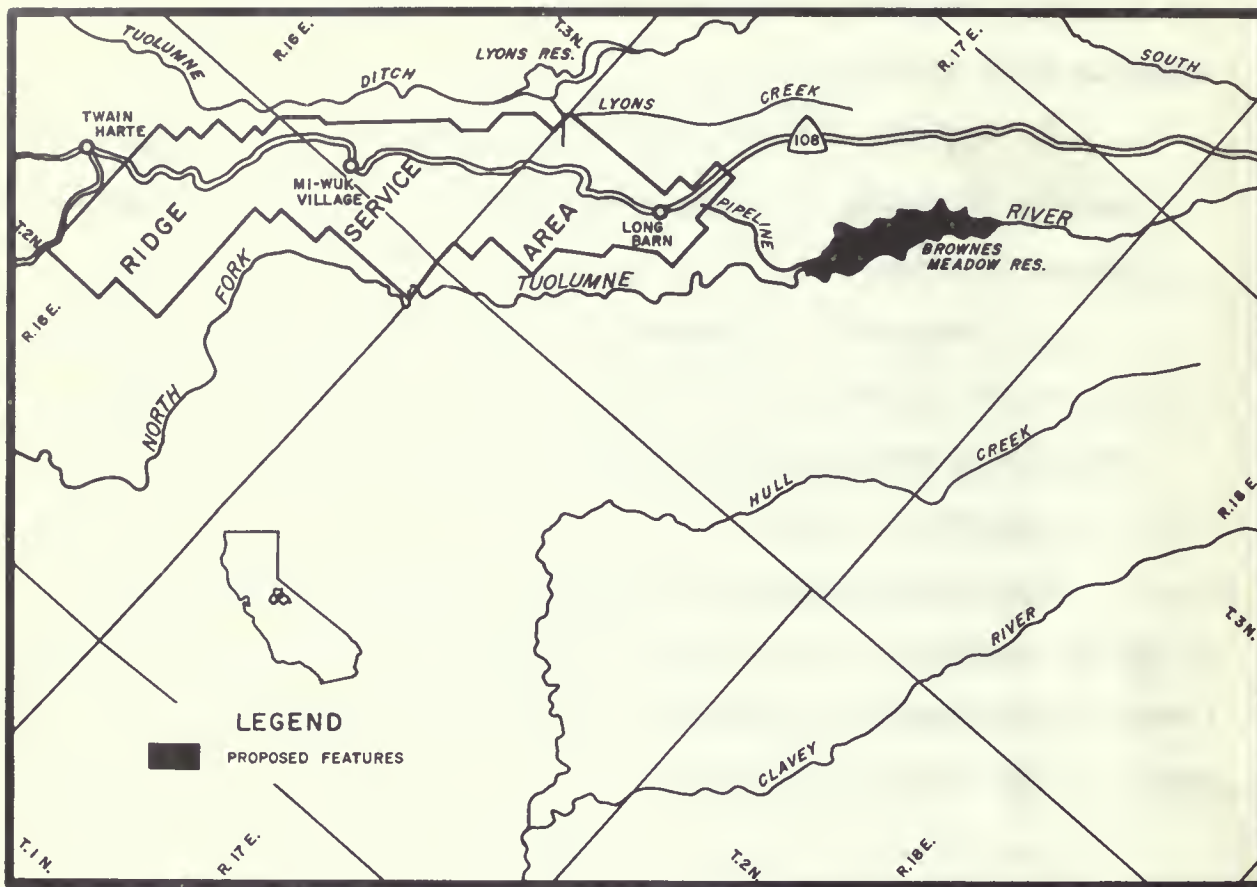 TUOLUMNE
DITCH
R. 16 E.
T. 3 N.
LYONS RES.
R. 17 E.
SOUTH
LYONS
CREEK
TWAIN
HARTE
108
MI-WUK
VILLAGE
RIDGE
SERVICE
AREA
LONG
BARN
PIPELINE
RIVER
BROWNES
MEADOW RES.
T. 2 N.
R. 16 E.
NORTH
FORK
TUOLUMNE
HULL
CREEK
R. 18 E.
T. 3 N.
CLAVEY
RIVER
LEGEND
PROPOSED FEATURES
T. 1 N.
R. 17 E.
T. 2 N.
R. 18 E.